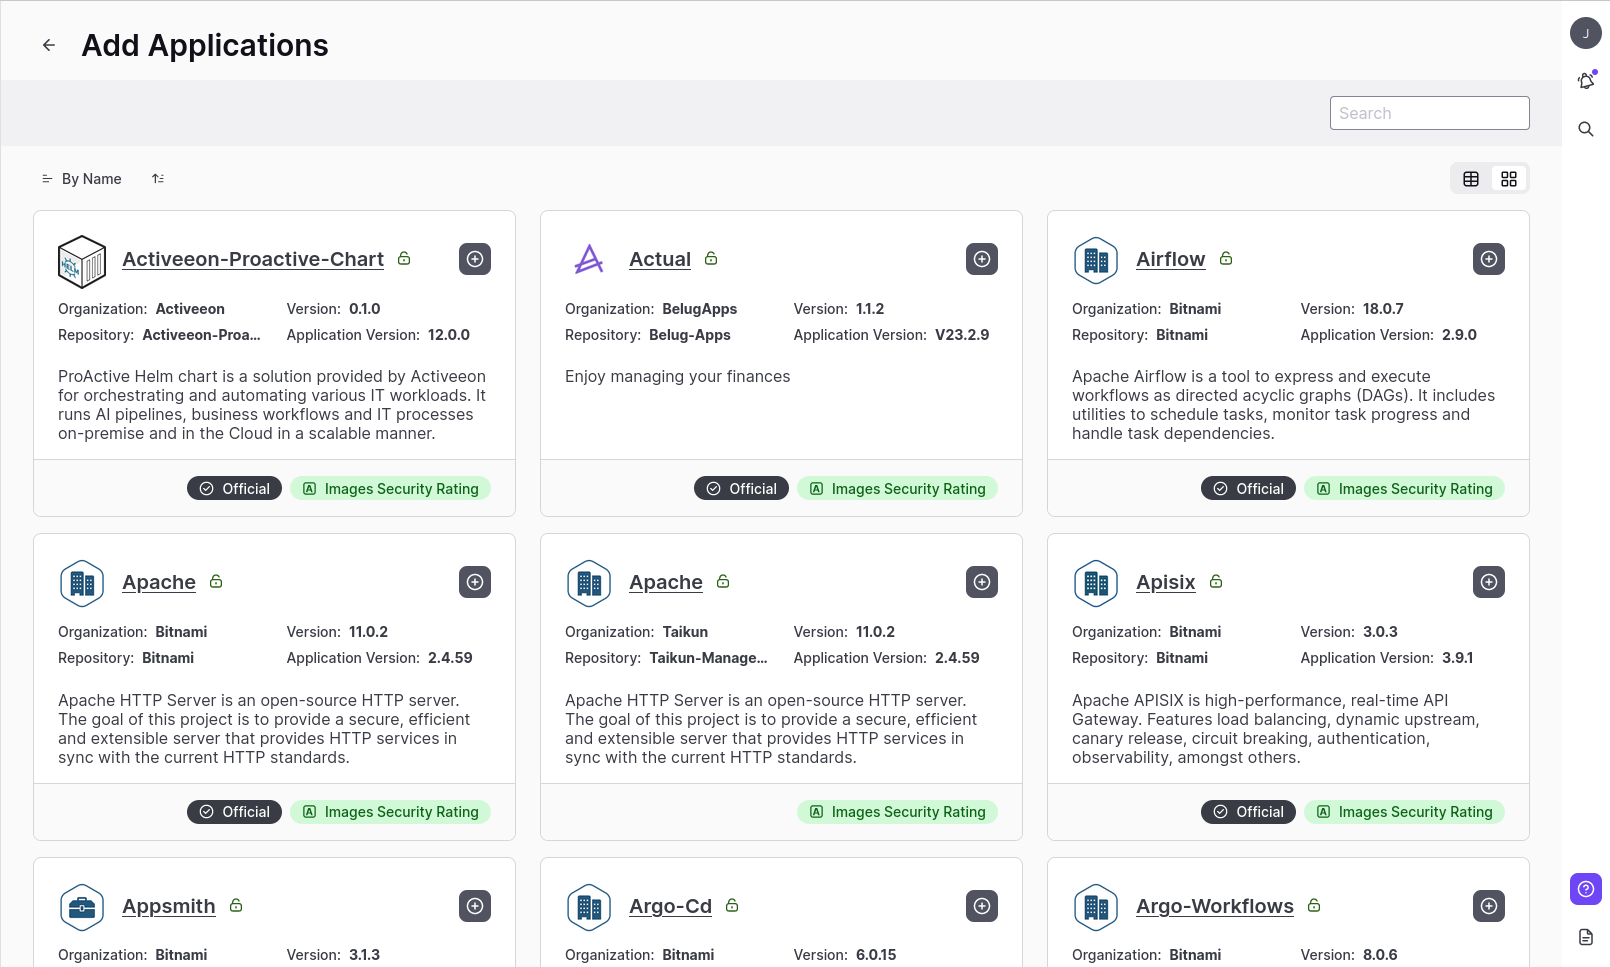 Add Applications
J
Search
By Name
Activeeon-Proactive-Chart
Organization: Activeeon Version: 0.1.0
Repository: Activeeon-Proa... Application Version: 12.0.0
ProActive Helm chart is a solution provided by Activeeon
for orchestrating and automating various IT workloads. It
runs AI pipelines, business workflows and IT processes
on-premise and in the Cloud in a scalable manner.
Official A Images Security Rating
Actual
Organization: BelugApps Version: 1.1.2
Repository: Belug-Apps Application Version: V23.2.9
Enjoy managing your finances
Official A Images Security Rating
Airflow
Organization: Bitnami Version: 18.0.7
Repository: Bitnami Application Version: 2.9.0
Apache Airflow is a tool to express and execute
workflows as directed acyclic graphs (DAGs). It includes
utilities to schedule tasks, monitor task progress and
handle task dependencies.
Official A Images Security Rating
Apache
Organization: Bitnami Version: 11.0.2
Repository: Bitnami Application Version: 2.4.59
Apache HTTP Server is an open-source HTTP server.
The goal of this project is to provide a secure, efficient
and extensible server that provides HTTP services in
sync with the current HTTP standards.
Official A Images Security Rating
Apache
Organization: Taikun Version: 11.0.2
Repository: Taikun-Manage... Application Version: 2.4.59
Apache HTTP Server is an open-source HTTP server.
The goal of this project is to provide a secure, efficient
and extensible server that provides HTTP services in
sync with the current HTTP standards.
A Images Security Rating
Apisix
Organization: Bitnami Version: 3.0.3
Repository: Bitnami Application Version: 3.9.1
Apache APISIX is high-performance, real-time API
Gateway. Features load balancing, dynamic upstream,
canary release, circuit breaking, authentication,
observability, amongst others.
Official A Images Security Rating
Appsmith
Organization: Bitnami Version: 3.1.3
Argo-Cd
Organization: Bitnami Version: 6.0.15
Argo-Workflows
Organization: Bitnami Version: 8.0.6
HELM